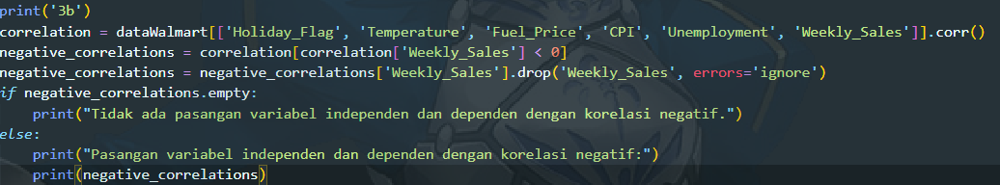 print('3b')
correlation = dataWalmart[['Holiday_Flag', 'Temperature', 'Fuel_Price', 'CPI', 'Unemployment', 'Weekly_Sales']].corr()
negative_correlations = correlation[correlation['Weekly_Sales'] < 0]
negative_correlations = negative_correlations['Weekly_Sales'].drop('Weekly_Sales', errors='ignore')
if negative_correlations.empty:
    print("Tidak ada pasangan variabel independen dan dependen dengan korelasi negatif.")
else:
    print("Pasangan variabel independen dan dependen dengan korelasi negatif:")
    print(negative_correlations)